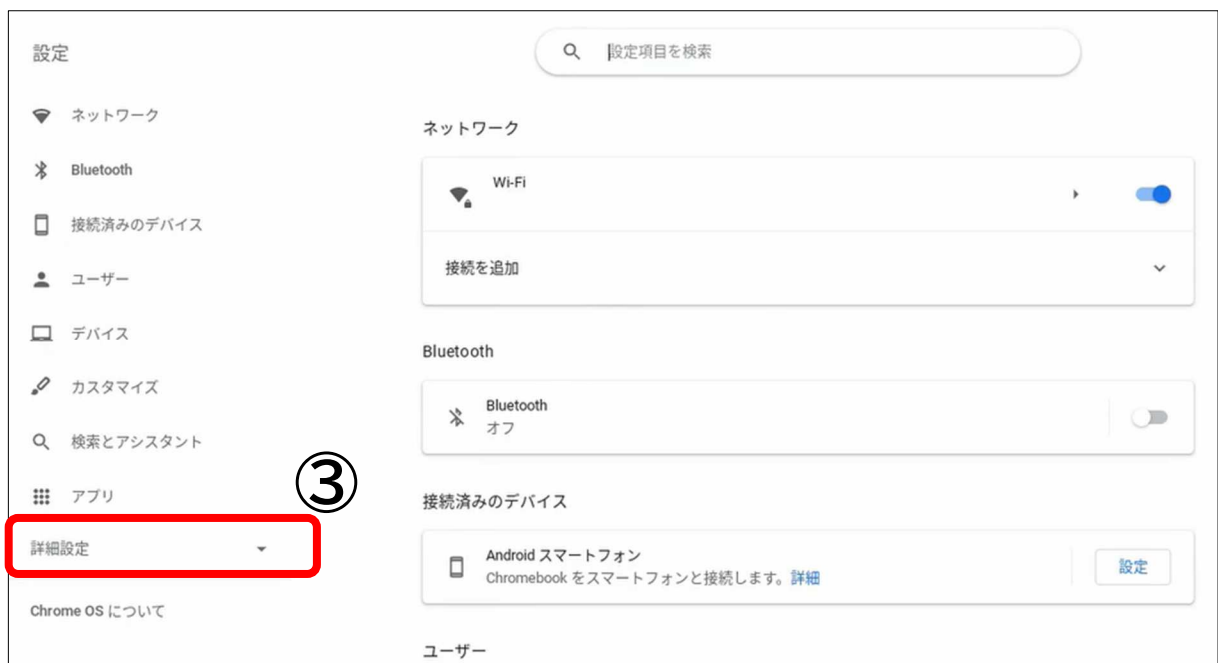 設定
設定項目を検索
ネットワーク
Bluetooth
接続済みのデバイス
ユーザー
デバイス
カスタマイズ
検索とアシスタント
アプリ
③
詳細設定
Chrome OS について
ネットワーク
Wi-Fi
接続を追加
Bluetooth
Bluetooth
オフ
接続済みのデバイス
Android スマートフォン
Chromebook をスマートフォンと接続します。詳細
設定
ユーザー